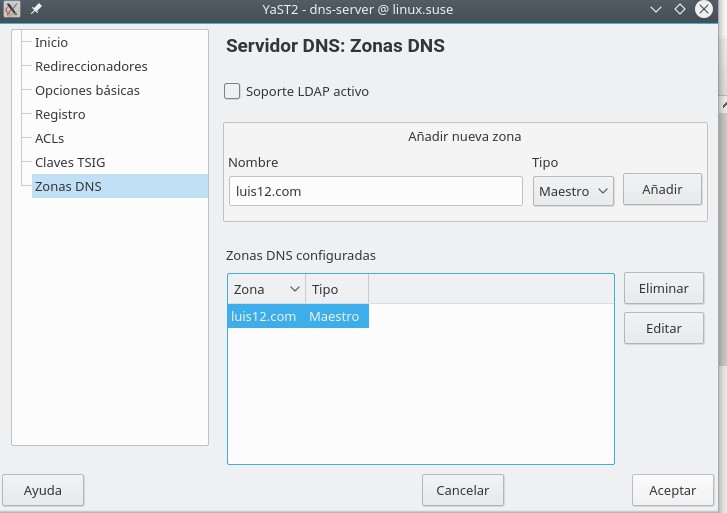 YaST2 - dns-server @ linux.suse
Inicio
Redireccionadores
Opciones básicas
Registro
ACLs
Claves TSIG
Zonas DNS
Servidor DNS: Zonas DNS
Soporte LDAP activo
Añadir nueva zona
Nombre Tipo
luis12.com Maestro Añadir
Zonas DNS configuradas
Zona Tipo
luis12.com Maestro
Eliminar
Editar
Ayuda Cancelar Aceptar